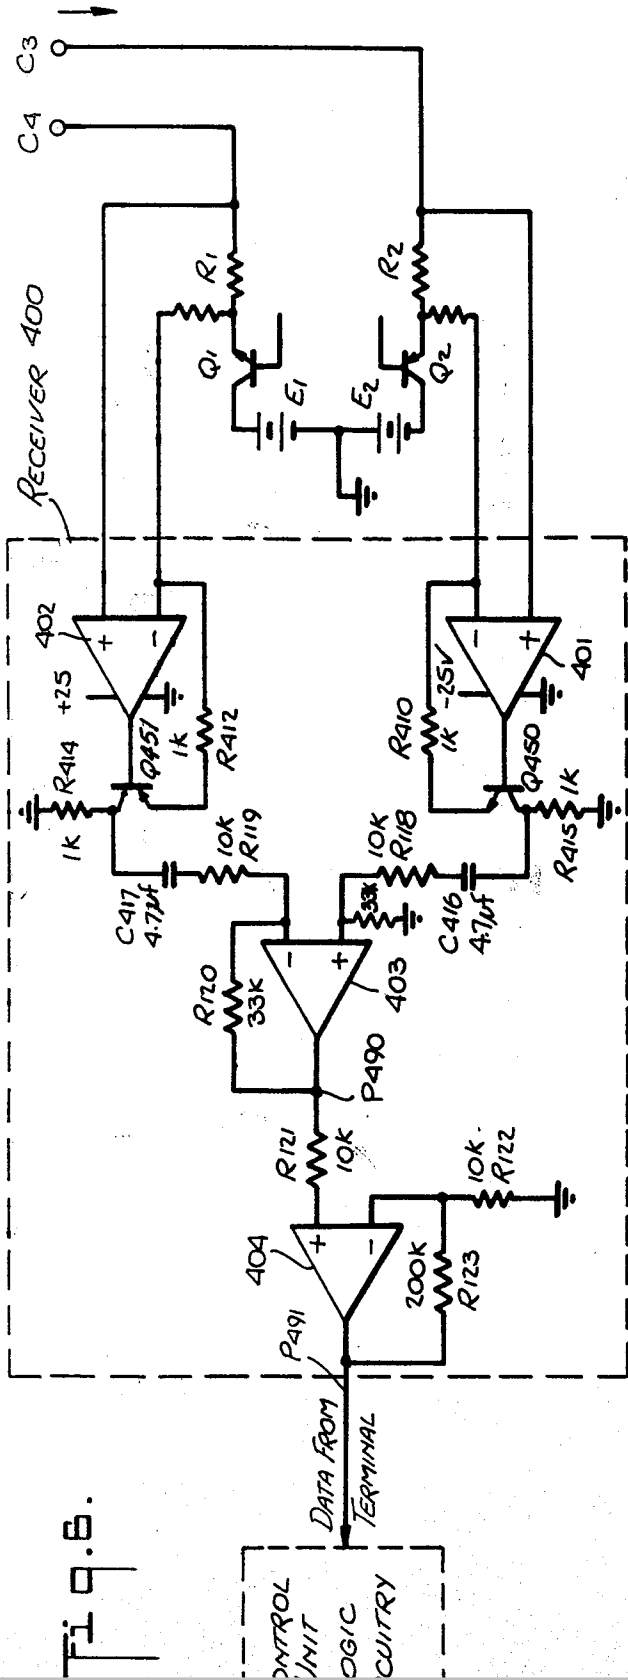 C3
C4
R1
R2
Q1
Q2
E1
E2
RECEIVER 400
402
+
−
+25
−
+
401
-25V
Q451
1K
R412
R414
1K
R410
1K
Q450
1K
R415
C417
4.7µf
10K
R119
10K
R118
33K
C416
4.7µf
R120
33K
−
+
403
P490
R121
10K
10K
R122
404
+
−
200K
R123
P491
DATA FROM
TERMINAL
Fig.6.
ONTROL
UNIT
OGIC
CUITRY